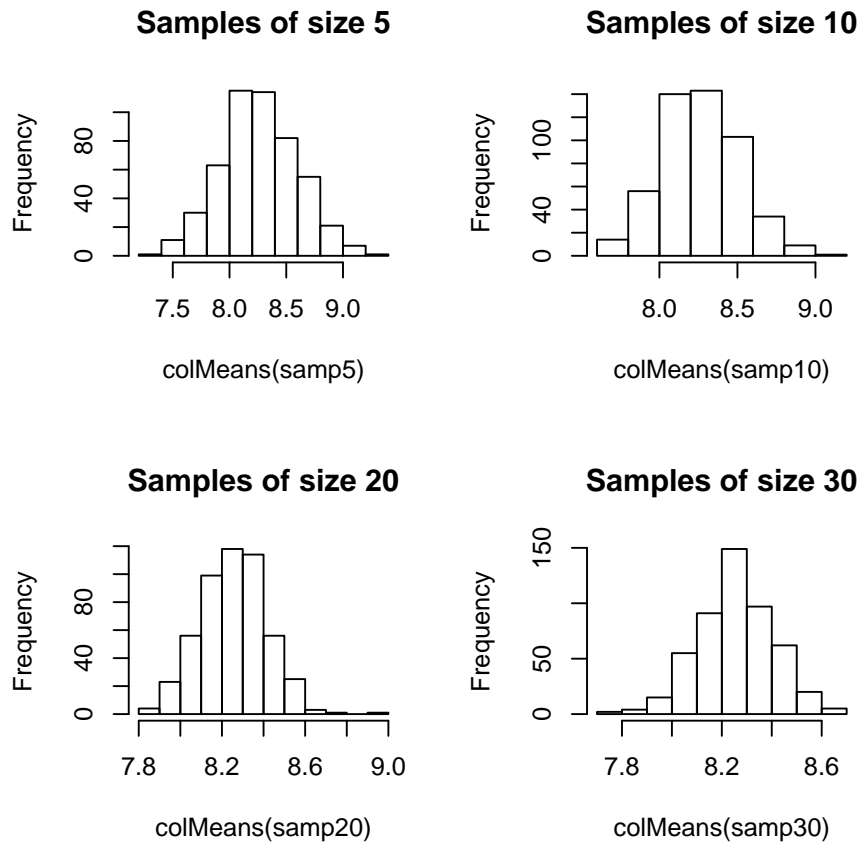 Samples of size 5
Frequency
0 40 80
7.5 8.0 8.5 9.0
colMeans(samp5)
Samples of size 10
Frequency
0 40 100
8.0 8.5 9.0
colMeans(samp10)
Samples of size 20
Frequency
0 40 80
7.8 8.2 8.6 9.0
colMeans(samp20)
Samples of size 30
Frequency
0 50 150
7.8 8.2 8.6
colMeans(samp30)